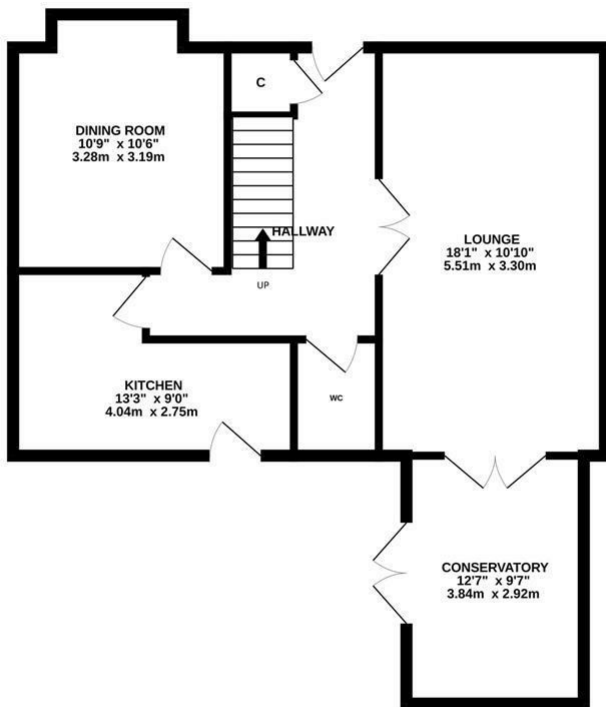 C
DINING ROOM
10'9" x 10'6"
3.28m x 3.19m
HALLWAY
UP
LOUNGE
18'1" x 10'10"
5.51m x 3.30m
KITCHEN
13'3" x 9'0"
4.04m x 2.75m
WC
CONSERVATORY
12'7" x 9'7"
3.84m x 2.92m